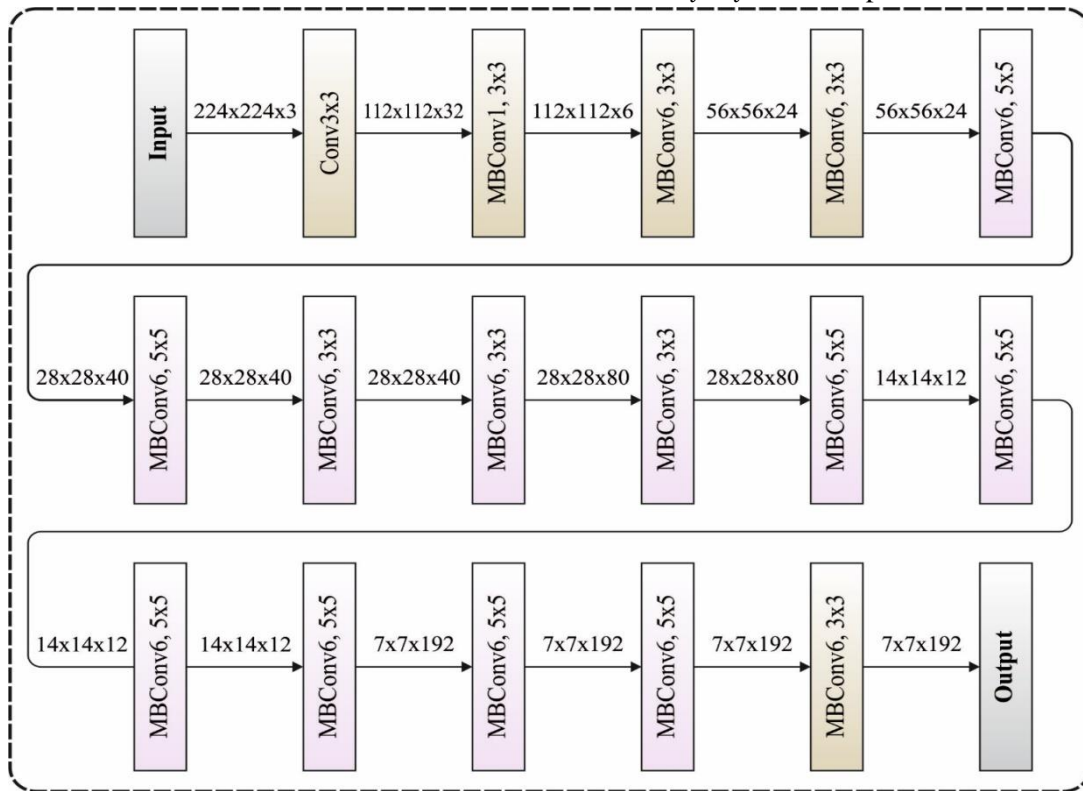 Input
224x224x3
Conv3x3
112x112x32
MBConv1, 3x3
112x112x6
MBConv6, 3x3
56x56x24
MBConv6, 3x3
56x56x24
MBConv6, 5x5
28x28x40
MBConv6, 5x5
28x28x40
MBConv6, 3x3
28x28x40
MBConv6, 3x3
28x28x80
MBConv6, 3x3
28x28x80
MBConv6, 5x5
14x14x12
MBConv6, 5x5
14x14x12
MBConv6, 5x5
14x14x12
MBConv6, 5x5
7x7x192
MBConv6, 5x5
7x7x192
MBConv6, 5x5
7x7x192
MBConv6, 3x3
7x7x192
Output